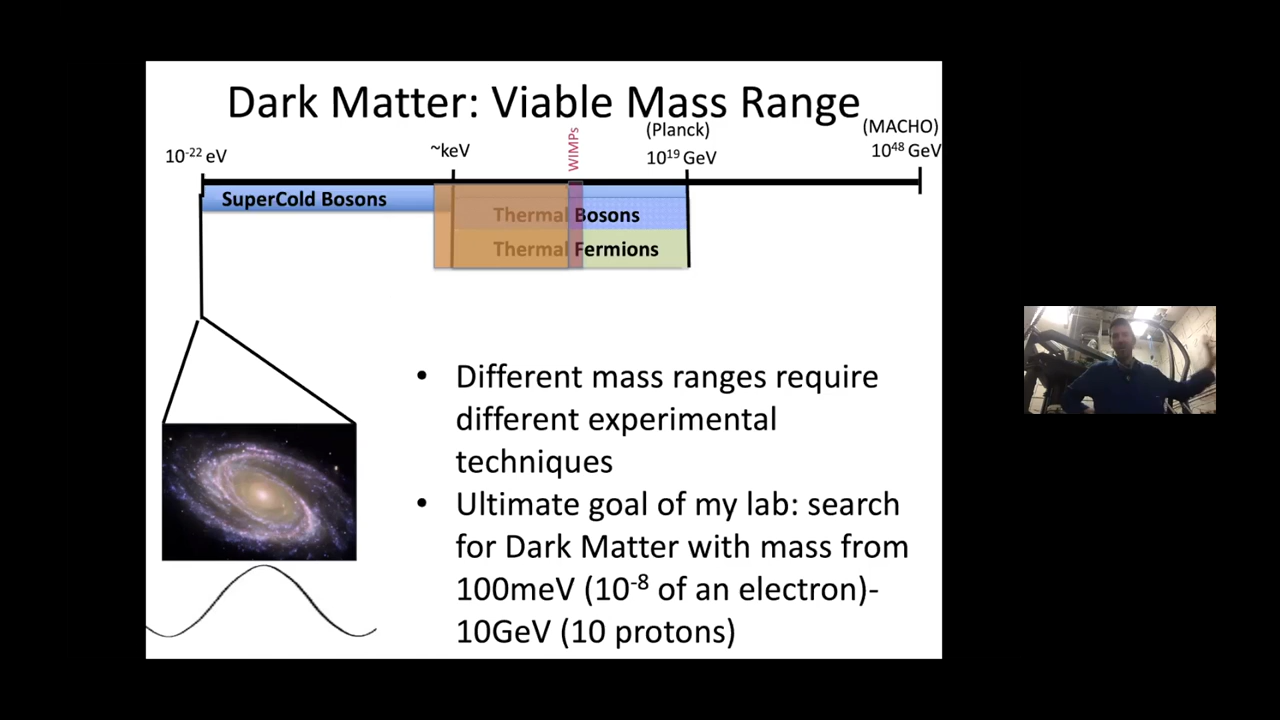 Dark Matter: Viable Mass Range
10⁻²² eV
~keV
WIMPs
(Planck)
10¹⁹ GeV
(MACHO)
10⁴⁸ GeV
SuperCold Bosons
Thermal Bosons
Thermal Fermions
• Different mass ranges require
different experimental
techniques
• Ultimate goal of my lab: search
for Dark Matter with mass from
100meV (10⁻⁸ of an electron)-
10GeV (10 protons)